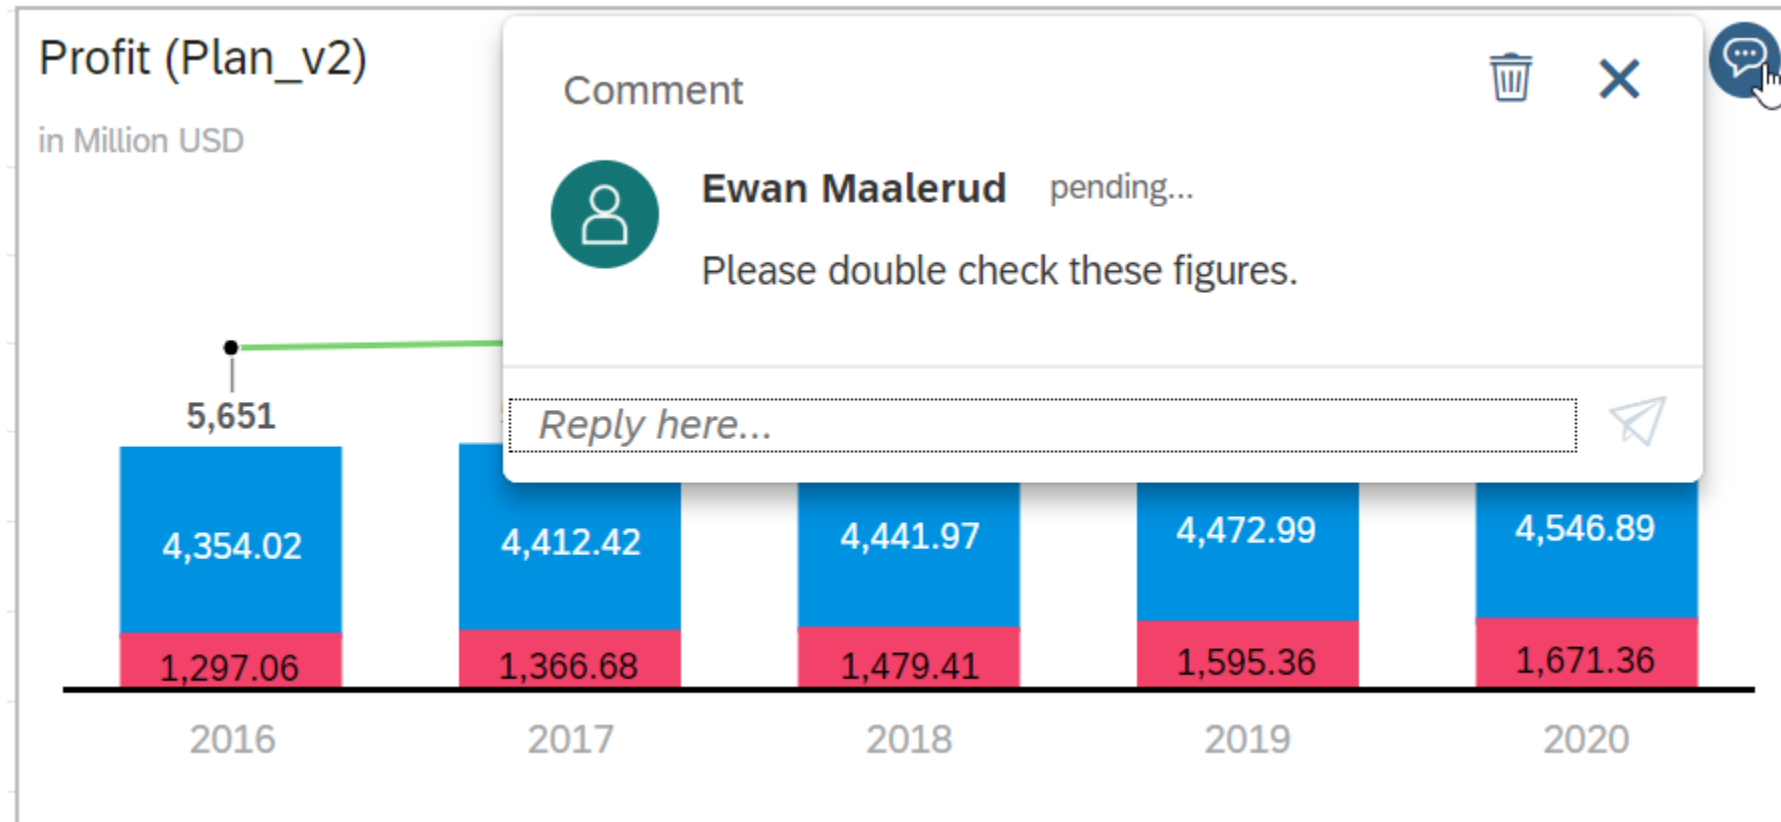 Profit (Plan_v2)
in Million USD
Comment
Ewan Maalerud pending...
Please double check these figures.
Reply here...
5,651
4,354.02 4,412.42 4,441.97 4,472.99 4,546.89
1,297.06 1,366.68 1,479.41 1,595.36 1,671.36
2016 2017 2018 2019 2020